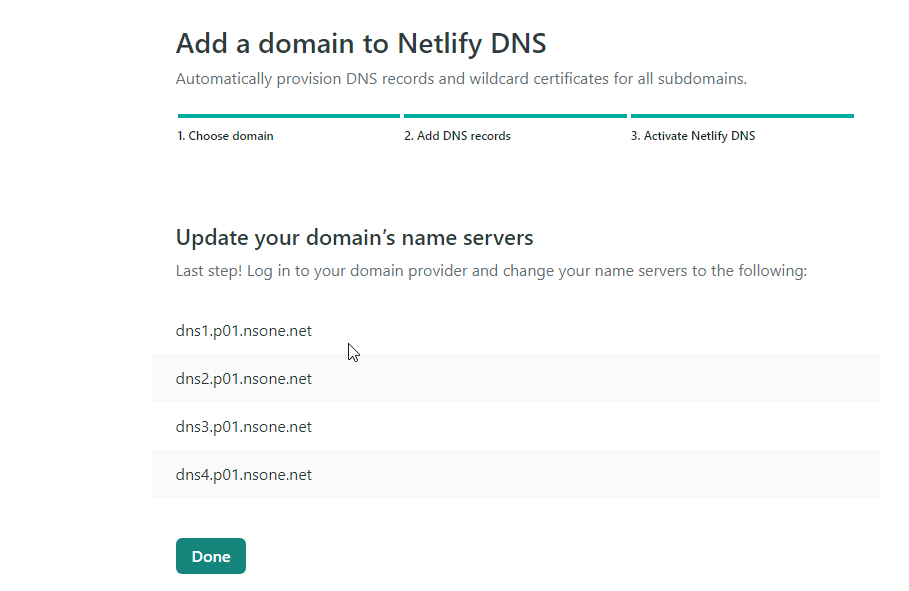 Add a domain to Netlify DNS
Automatically provision DNS records and wildcard certificates for all subdomains.
1. Choose domain
2. Add DNS records
3. Activate Netlify DNS
Update your domain’s name servers
Last step! Log in to your domain provider and change your name servers to the following:
dns1.p01.nsone.net
dns2.p01.nsone.net
dns3.p01.nsone.net
dns4.p01.nsone.net
Done